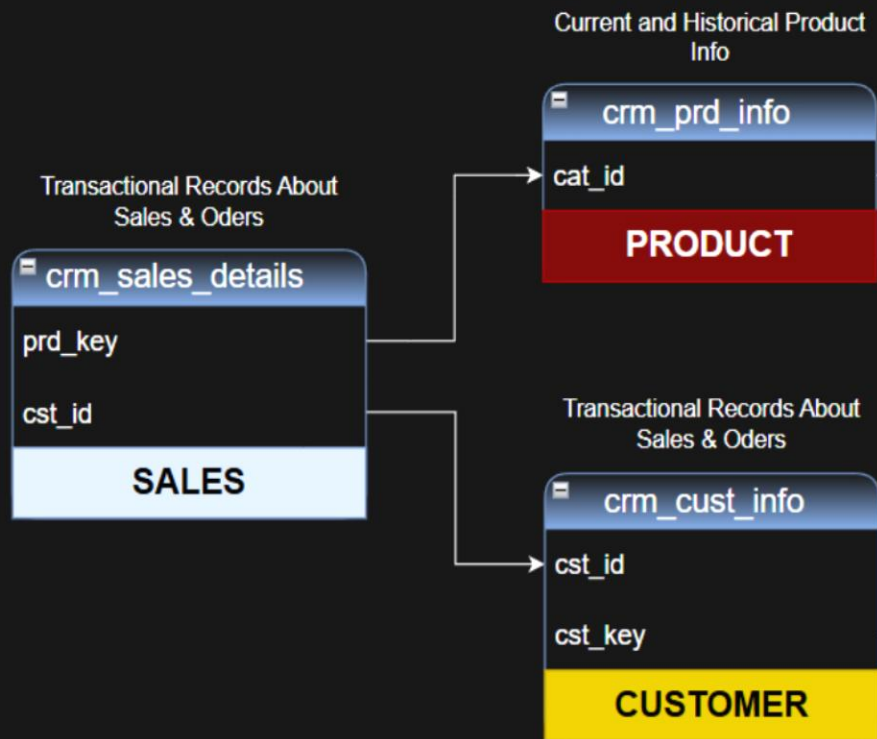 Current and Historical Product
Info
crm_prd_info
cat_id
PRODUCT
Transactional Records About
Sales & Oders
crm_sales_details
prd_key
cst_id
SALES
Transactional Records About
Sales & Oders
crm_cust_info
cst_id
cst_key
CUSTOMER